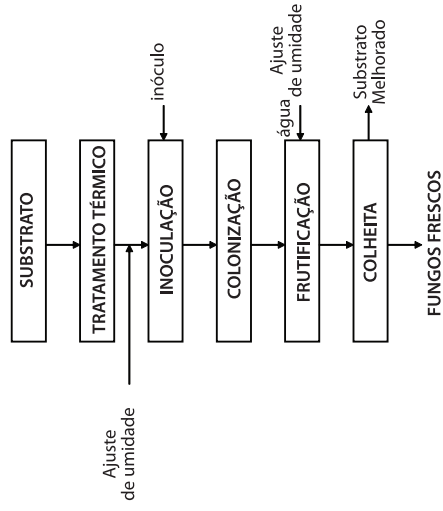 SUBSTRATO
TRATAMENTO TÉRMICO
Ajuste
de umidade
inóculo
INOCULAÇÃO
COLONIZAÇÃO
água
Ajuste
de umidade
FRUTIFICAÇÃO
COLHEITA
Substrato
Melhorado
FUNGOS FRESCOS